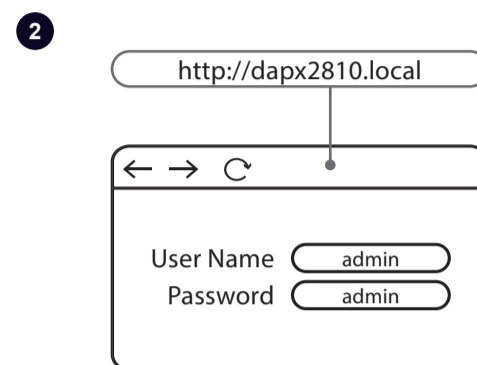 2
http://dapx2810.local
User Name admin
Password admin